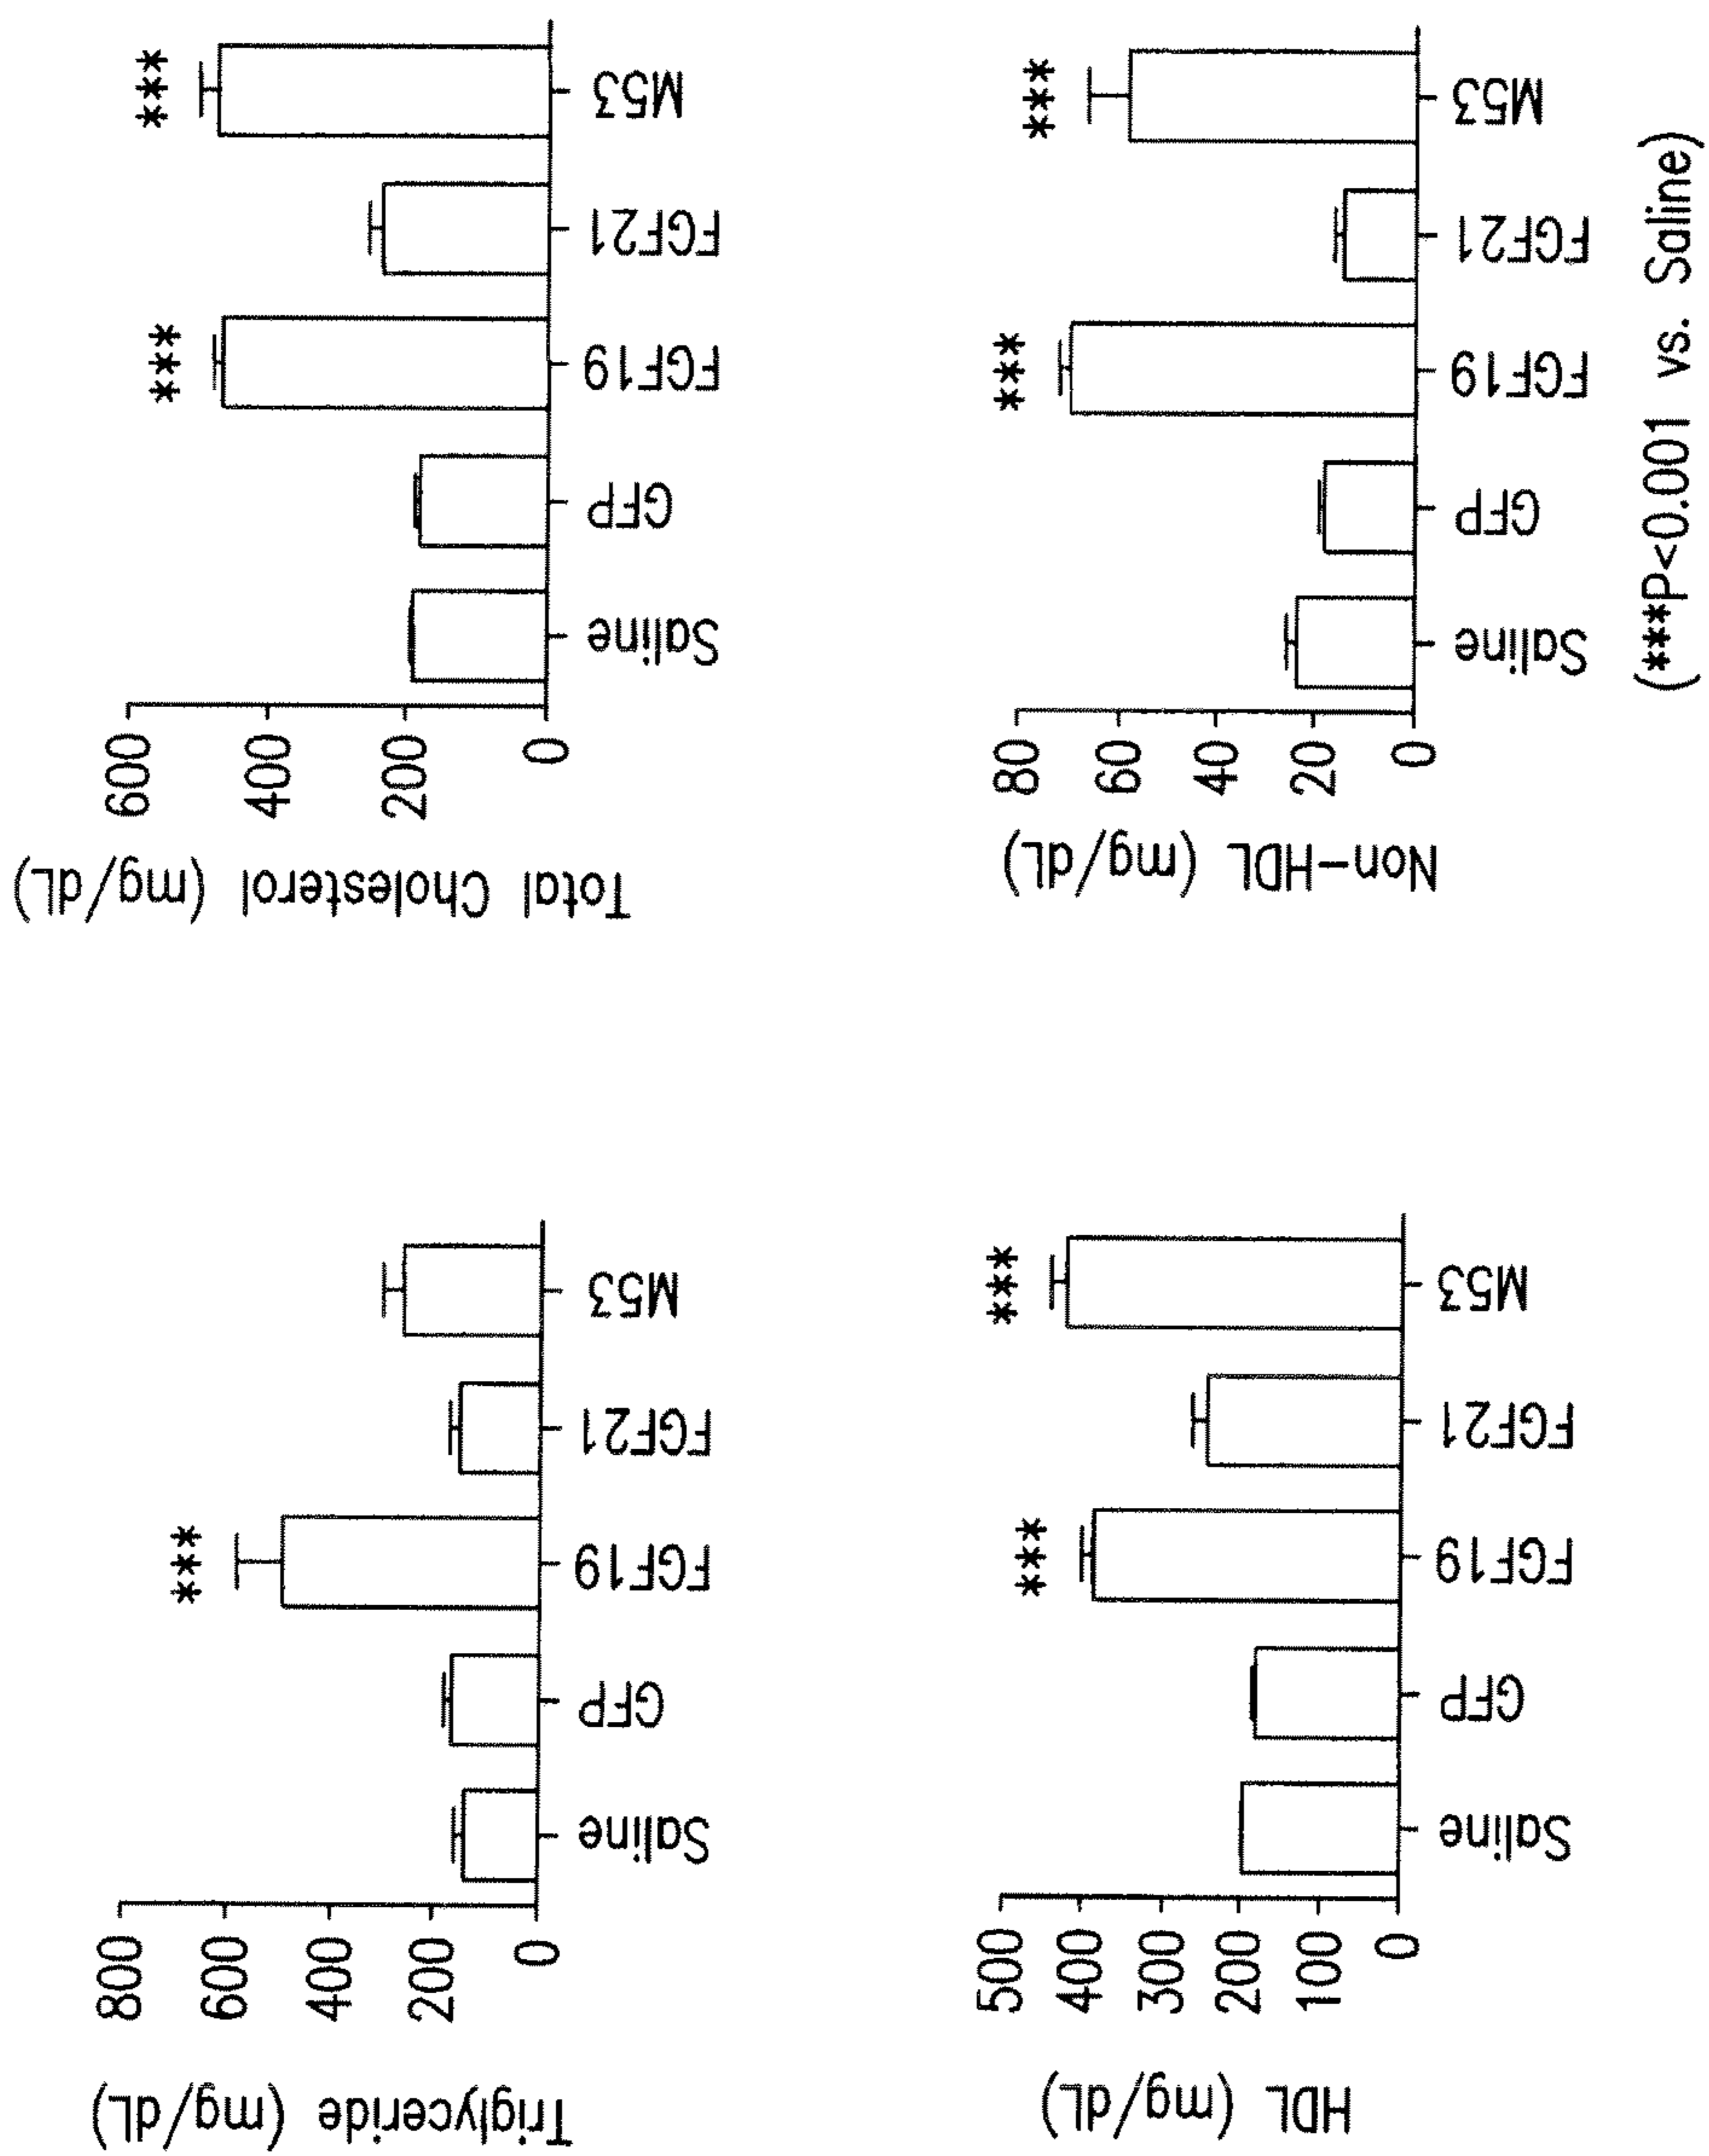 Triglyceride (mg/dL)
800
600
400
200
0
Saline
GFP
FGF19
FGF21
M53
***
Total Cholesterol (mg/dL)
600
400
200
0
Saline
GFP
FGF19
FGF21
M53
***
***
HDL (mg/dL)
500
400
300
200
100
0
Saline
GFP
FGF19
FGF21
M53
***
***
Non-HDL (mg/dL)
80
60
40
20
0
Saline
GFP
FGF19
FGF21
M53
***
***
(***P<0.001 vs. Saline)